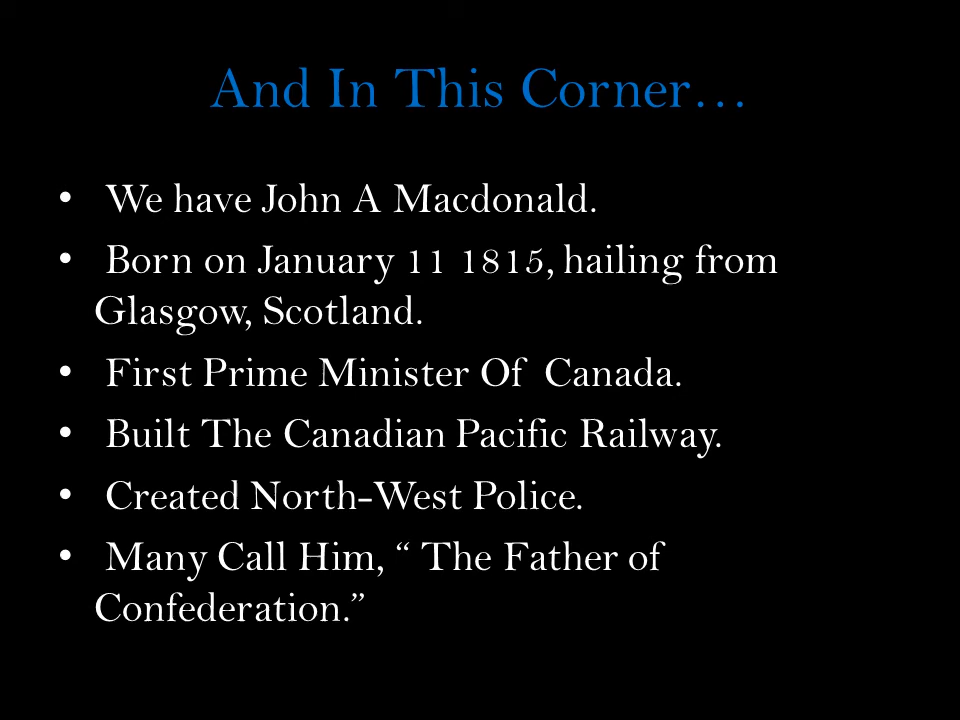 And In This Corner…
• We have John A Macdonald.
• Born on January 11 1815, hailing from
Glasgow, Scotland.
• First Prime Minister Of Canada.
• Built The Canadian Pacific Railway.
• Created North-West Police.
• Many Call Him, “ The Father of
Confederation.”